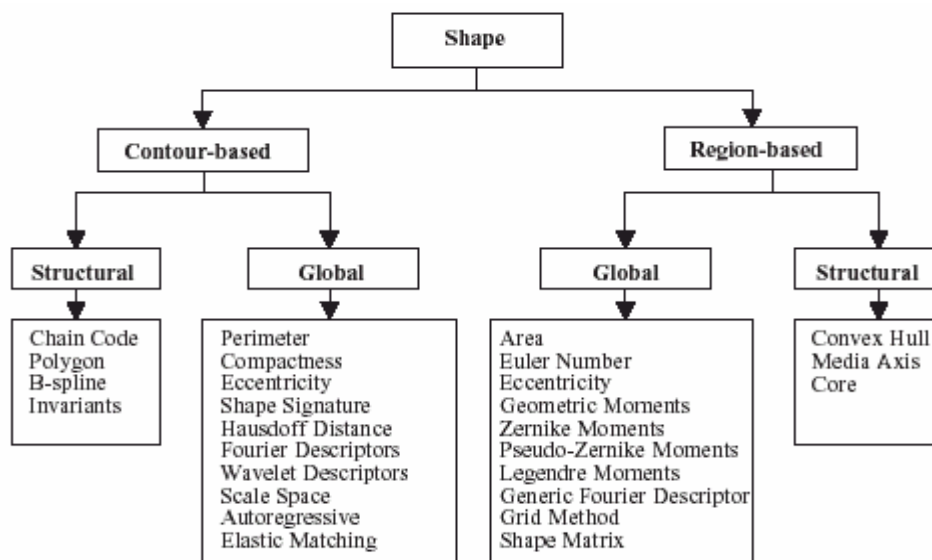 Shape
Contour-based
Region-based
Structural
Global
Global
Structural
Chain Code
Polygon
B-spline
Invariants
Perimeter
Compactness
Eccentricity
Shape Signature
Hausdoff Distance
Fourier Descriptors
Wavelet Descriptors
Scale Space
Autoregressive
Elastic Matching
Area
Euler Number
Eccentricity
Geometric Moments
Zernike Moments
Pseudo-Zernike Moments
Legendre Moments
Generic Fourier Descriptor
Grid Method
Shape Matrix
Convex Hull
Media Axis
Core